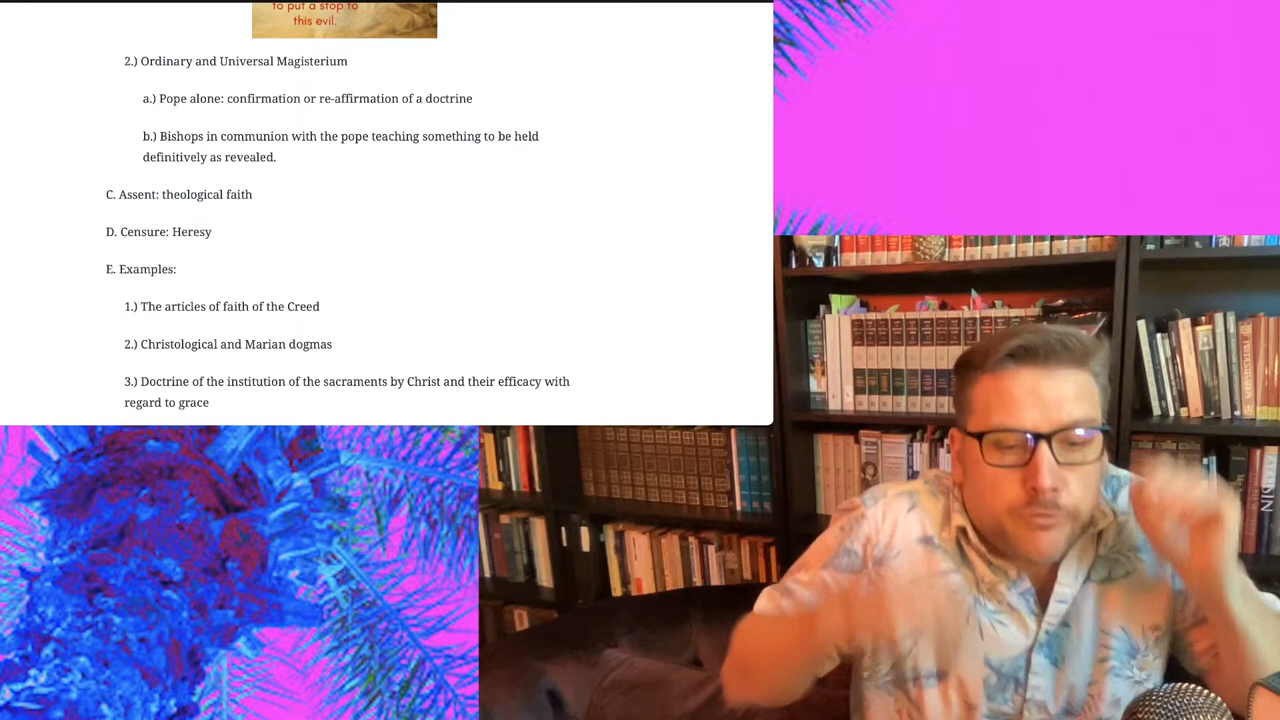 to put a stop to
this evil.
2.) Ordinary and Universal Magisterium
a.) Pope alone: confirmation or re-affirmation of a doctrine
b.) Bishops in communion with the pope teaching something to be held
definitively as revealed.
C. Assent: theological faith
D. Censure: Heresy
E. Examples:
1.) The articles of faith of the Creed
2.) Christological and Marian dogmas
3.) Doctrine of the institution of the sacraments by Christ and their efficacy with
regard to grace